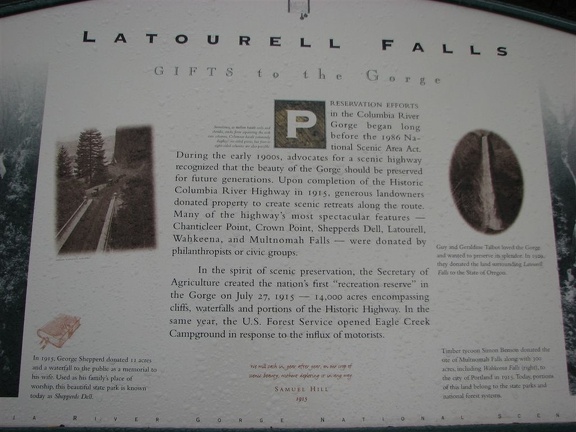 LATOURELL FALLS
GIFTS to the Gorge
PRESERVATION EFFORTS
in the Columbia River
Gorge began long
before the 1986 Na-
tional Scenic Area Act.
During the early 1900s, advocates for a scenic highway
recognized that the beauty of the Gorge should be preserved
for future generations. Upon completion of the Historic
Columbia River Highway in 1915, generous landowners
donated property to create scenic retreats along the route.
Many of the highway's most spectacular features —
Chanticleer Point, Crown Point, Shepperds Dell, Latourell,
Wahkeena, and Multnomah Falls — were donated by
philanthropists or civic groups.
In the spirit of scenic preservation, the Secretary of
Agriculture created the nation's first "recreation reserve" in
the Gorge on July 27, 1915 — 14,000 acres encompassing
cliffs, waterfalls and portions of the Historic Highway. In the
same year, the U.S. Forest Service opened Eagle Creek
Campground in response to the influx of motorists.
Guy and Geraldine Talbot loved the Gorge
and wanted to preserve its splendor. In 1929,
they donated the land surrounding Latourell
Falls to the State of Oregon.
In 1915, George Shepperd donated 11 acres
and a waterfall to the public as a memorial to
his wife. Used as his family's place of
worship, this beautiful state park is known
today as Shepperds Dell.
SAMUEL HILL
1915
Timber tycoon Simon Benson donated the
site of Multnomah Falls along with
acres, including Wahkeena Falls (right), to
the city of Portland in 1915. Today, portions
of this land belong to the state parks and
national forest systems.
RIVER GORGE NATIONAL SCEN